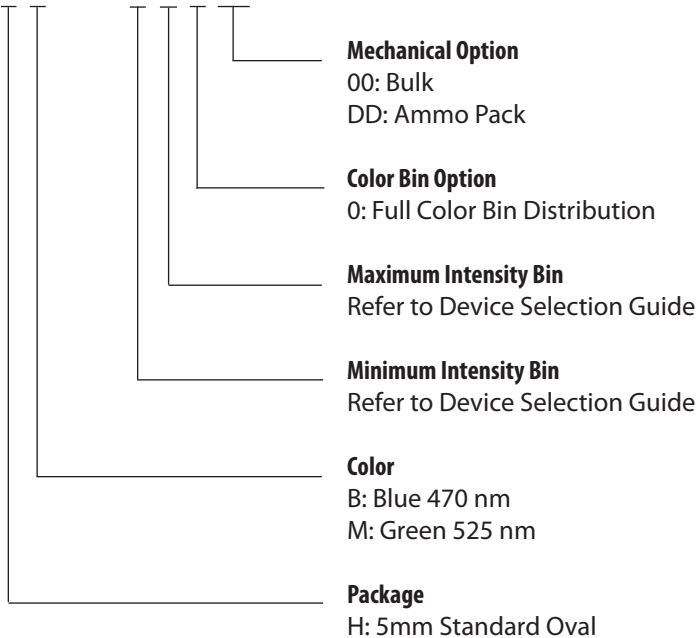 Mechanical Option
00: Bulk
DD: Ammo Pack
Color Bin Option
0: Full Color Bin Distribution
Maximum Intensity Bin
Refer to Device Selection Guide
Minimum Intensity Bin
Refer to Device Selection Guide
Color
B: Blue 470 nm
M: Green 525 nm
Package
H: 5mm Standard Oval